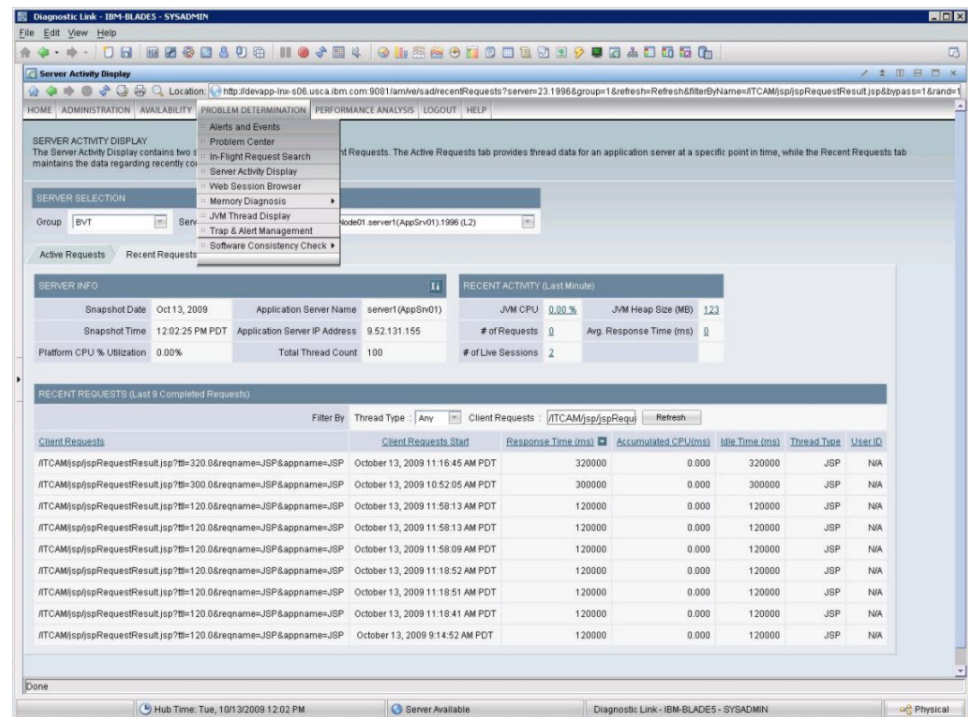 Diagnostic Link - IBM-BLADE5 - SYSADMIN
File Edit View Help
Server Activity Display
Location: http://devapp-lnx-s06.usca.ibm.com:9081/am/ve/sad/recentRequests?server=23.1996&group=1&refresh=Refresh&filterByName=/ITCAM/jsp/jspRequestResult.jsp&bypass=1&rand=1
HOME ADMINISTRATION AVAILABILITY PROBLEM DETERMINATION PERFORMANCE ANALYSIS LOGOUT HELP
Alerts and Events
Problem Center
In-Flight Request Search
Server Activity Display
Web Session Browser
Memory Diagnosis
JVM Thread Display
Trap & Alert Management
Software Consistency Check
SERVER ACTIVITY DISPLAY
The Server Activity Display contains two s nt Requests. The Active Requests tab provides thread data for an application server at a specific point in time, while the Recent Requests tab
maintains the data regarding recently co
SERVER SELECTION
Group BVT Serv Node01.server1(AppSrv01).1996 (L2)
Active Requests Recent Requests
SERVER INFO
Snapshot Date Oct 13, 2009 Application Server Name server1(AppSrv01)
Snapshot Time 12:02:25 PM PDT Application Server IP Address 9.52.131.155
Platform CPU % Utilization 0.00% Total Thread Count 100
RECENT ACTIVITY (Last Minute)
JVM CPU 0.00 % JVM Heap Size (MB) 123
# of Requests 0 Avg. Response Time (ms) 0
# of Live Sessions 2
RECENT REQUESTS (Last 9 Completed Requests)
Filter By Thread Type : Any Client Requests : /ITCAM/jsp/jspRequ Refresh
Client Requests Client Requests Start Response Time (ms) Accumulated CPU(ms) Idle Time (ms) Thread Type User ID
/ITCAM/jsp/jspRequestResult.jsp?ttl=320.0&reqname=JSP&appname=JSP October 13, 2009 11:16:45 AM PDT 320000 0.000 320000 JSP N/A
/ITCAM/jsp/jspRequestResult.jsp?ttl=300.0&reqname=JSP&appname=JSP October 13, 2009 10:52:05 AM PDT 300000 0.000 300000 JSP N/A
/ITCAM/jsp/jspRequestResult.jsp?ttl=120.0&reqname=JSP&appname=JSP October 13, 2009 11:58:13 AM PDT 120000 0.000 120000 JSP N/A
/ITCAM/jsp/jspRequestResult.jsp?ttl=120.0&reqname=JSP&appname=JSP October 13, 2009 11:58:13 AM PDT 120000 0.000 120000 JSP N/A
/ITCAM/jsp/jspRequestResult.jsp?ttl=120.0&reqname=JSP&appname=JSP October 13, 2009 11:58:09 AM PDT 120000 0.000 120000 JSP N/A
/ITCAM/jsp/jspRequestResult.jsp?ttl=120.0&reqname=JSP&appname=JSP October 13, 2009 11:18:52 AM PDT 120000 0.000 120000 JSP N/A
/ITCAM/jsp/jspRequestResult.jsp?ttl=120.0&reqname=JSP&appname=JSP October 13, 2009 11:18:51 AM PDT 120000 0.000 120000 JSP N/A
/ITCAM/jsp/jspRequestResult.jsp?ttl=120.0&reqname=JSP&appname=JSP October 13, 2009 11:18:41 AM PDT 120000 0.000 120000 JSP N/A
/ITCAM/jsp/jspRequestResult.jsp?ttl=120.0&reqname=JSP&appname=JSP October 13, 2009 9:14:52 AM PDT 120000 0.000 120000 JSP N/A
Done
Hub Time: Tue, 10/13/2009 12:02 PM Server Available Diagnostic Link - IBM-BLADE5 - SYSADMIN Physical